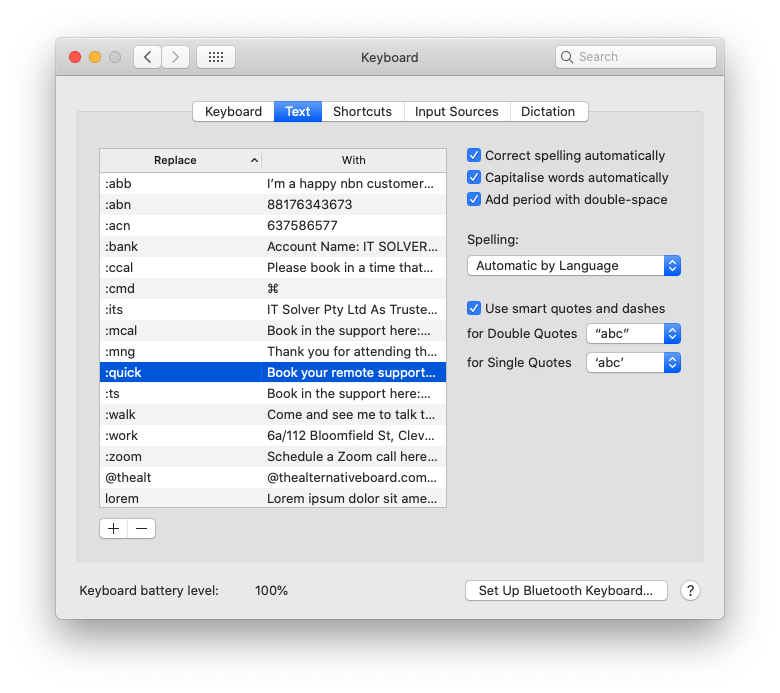 Keyboard
Search
Keyboard Text Shortcuts Input Sources Dictation
Replace With
:abb I’m a happy nbn customer...
:abn 88176343673
:acn 637586577
:bank Account Name: IT SOLVER...
:ccal Please book in a time that...
:cmd ⌘
:its IT Solver Pty Ltd As Truste...
:mcal Book in the support here:...
:mng Thank you for attending th...
:quick Book your remote support...
:ts Book in the support here:...
:walk Come and see me to talk t...
:work 6a/112 Bloomfield St, Clev...
:zoom Schedule a Zoom call here...
@thealt @thealternativeboard.com...
lorem Lorem ipsum dolor sit ame...
+ −
Correct spelling automatically
Capitalise words automatically
Add period with double-space
Spelling:
Automatic by Language
Use smart quotes and dashes
for Double Quotes “abc”
for Single Quotes ‘abc’
Keyboard battery level: 100%
Set Up Bluetooth Keyboard...
?